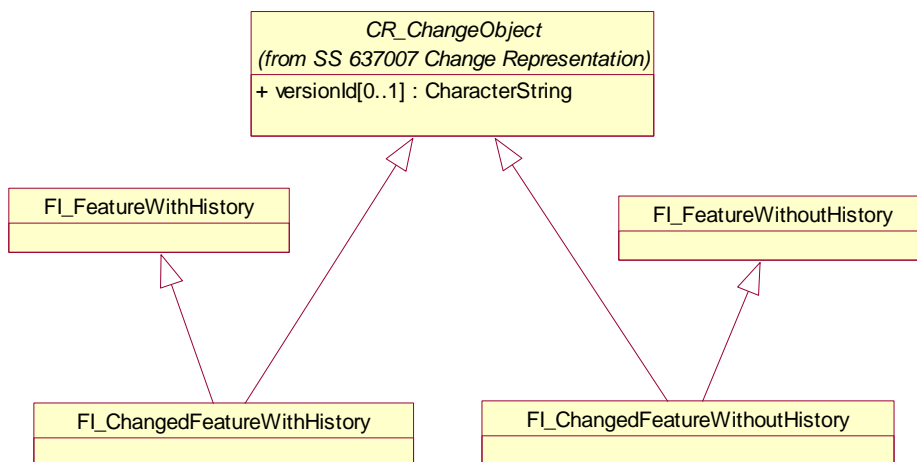 CR_ChangeObject
(from SS 637007 Change Representation)
+ versionId[0..1] : CharacterString
FI_FeatureWithHistory
FI_FeatureWithoutHistory
FI_ChangedFeatureWithHistory
FI_ChangedFeatureWithoutHistory